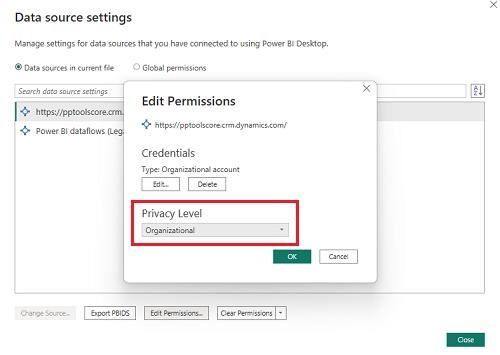 Data source settings
Manage settings for data sources that you have connected to using Power BI Desktop.
Data sources in current file
Global permissions
Search data source settings
https://pptoolscore.crm.
Power BI dataflows (Lega
Edit Permissions
https://pptoolscore.crm.dynamics.com/
Credentials
Type: Organizational account
Edit...
Delete
Privacy Level
Organizational
OK
Cancel
Change Source...
Export PBIDS
Edit Permissions...
Clear Permissions
Close